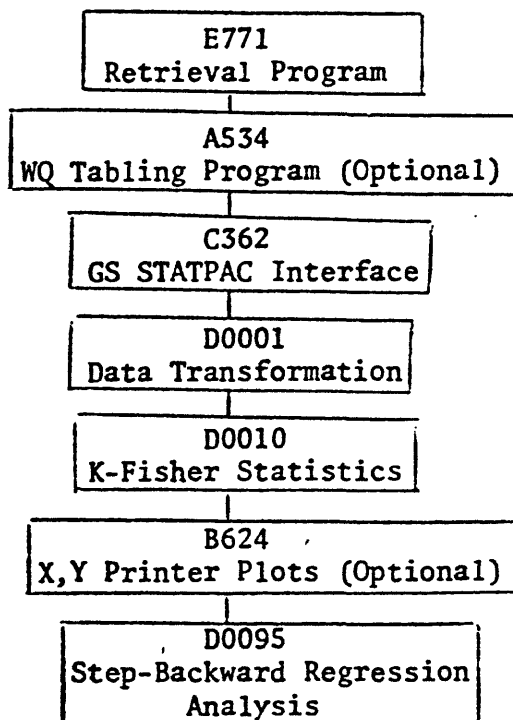 E771
Retrieval Program
A534
WQ Tabling Program (Optional)
C362
GS STATPAC Interface
D0001
Data Transformation
D0010
K-Fisher Statistics
B624
X,Y Printer Plots (Optional)
D0095
Step-Backward Regression
Analysis